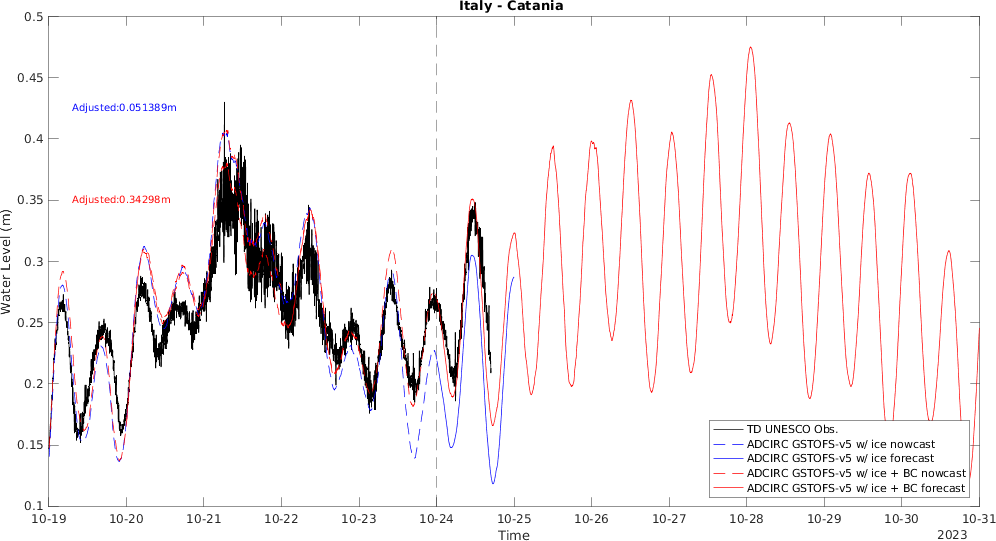 Italy - Catania
0.5
0.45
0.4
0.35
0.3
0.25
0.2
0.15
0.1
Water Level (m)
Adjusted:0.051389m
Adjusted:0.34298m
TD UNESCO Obs.
ADCIRC GSTOFS-v5 w/ ice nowcast
ADCIRC GSTOFS-v5 w/ ice forecast
ADCIRC GSTOFS-v5 w/ ice + BC nowcast
ADCIRC GSTOFS-v5 w/ ice + BC forecast
10-19 10-20 10-21 10-22 10-23 10-24 10-25 10-26 10-27 10-28 10-29 10-30 10-31
Time
2023